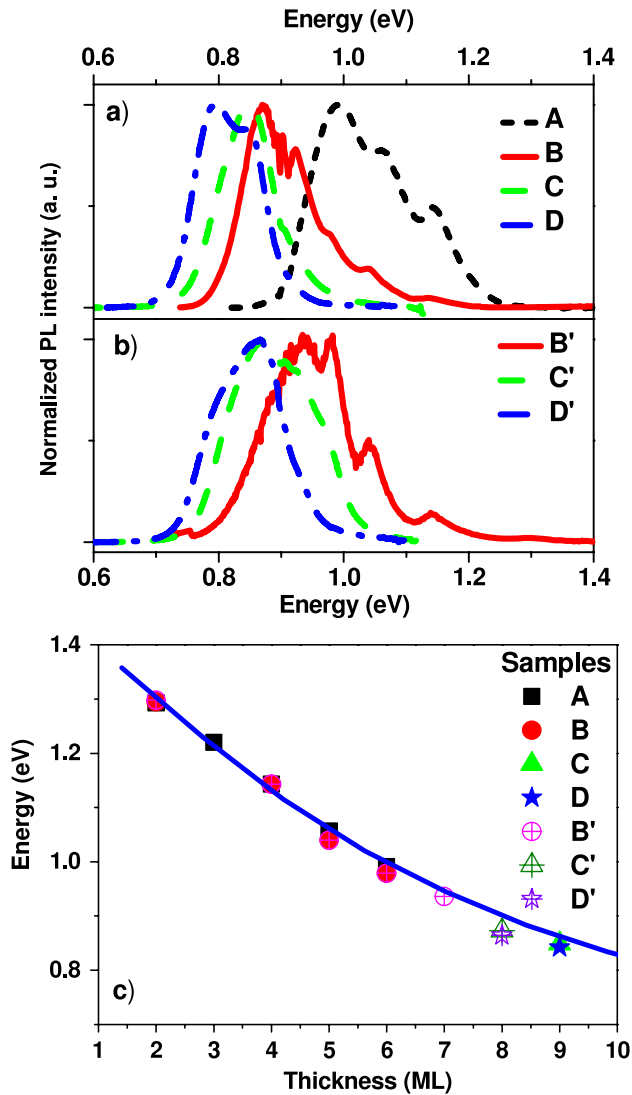 Energy (eV)
0.6 0.8 1.0 1.2 1.4
a)
A
B
C
D
Normalized PL intensity (a. u.)
b)
B'
C'
D'
0.6 0.8 1.0 1.2 1.4
Energy (eV)
1.4
1.2
1.0
0.8
Energy (eV)
Samples
A
B
C
D
B'
C'
D'
c)
1 2 3 4 5 6 7 8 9 10
Thickness (ML)